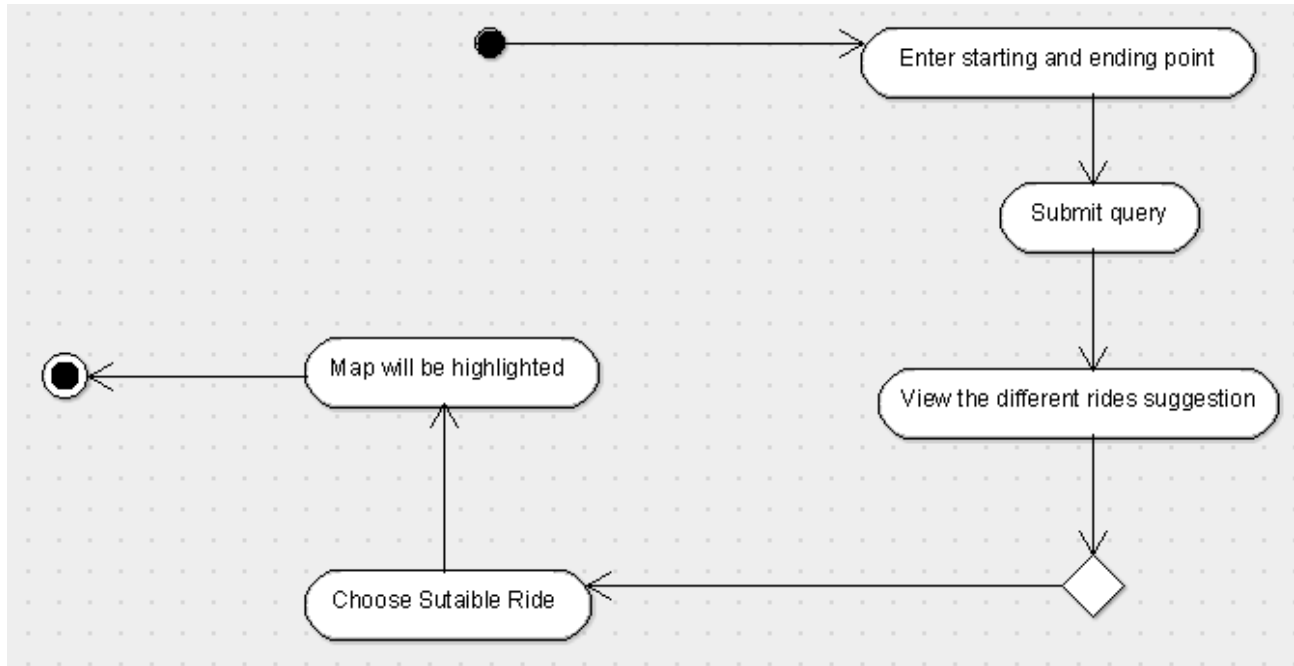 Enter starting and ending point
Submit query
View the different rides suggestion
Choose Sutaible Ride
Map will be highlighted